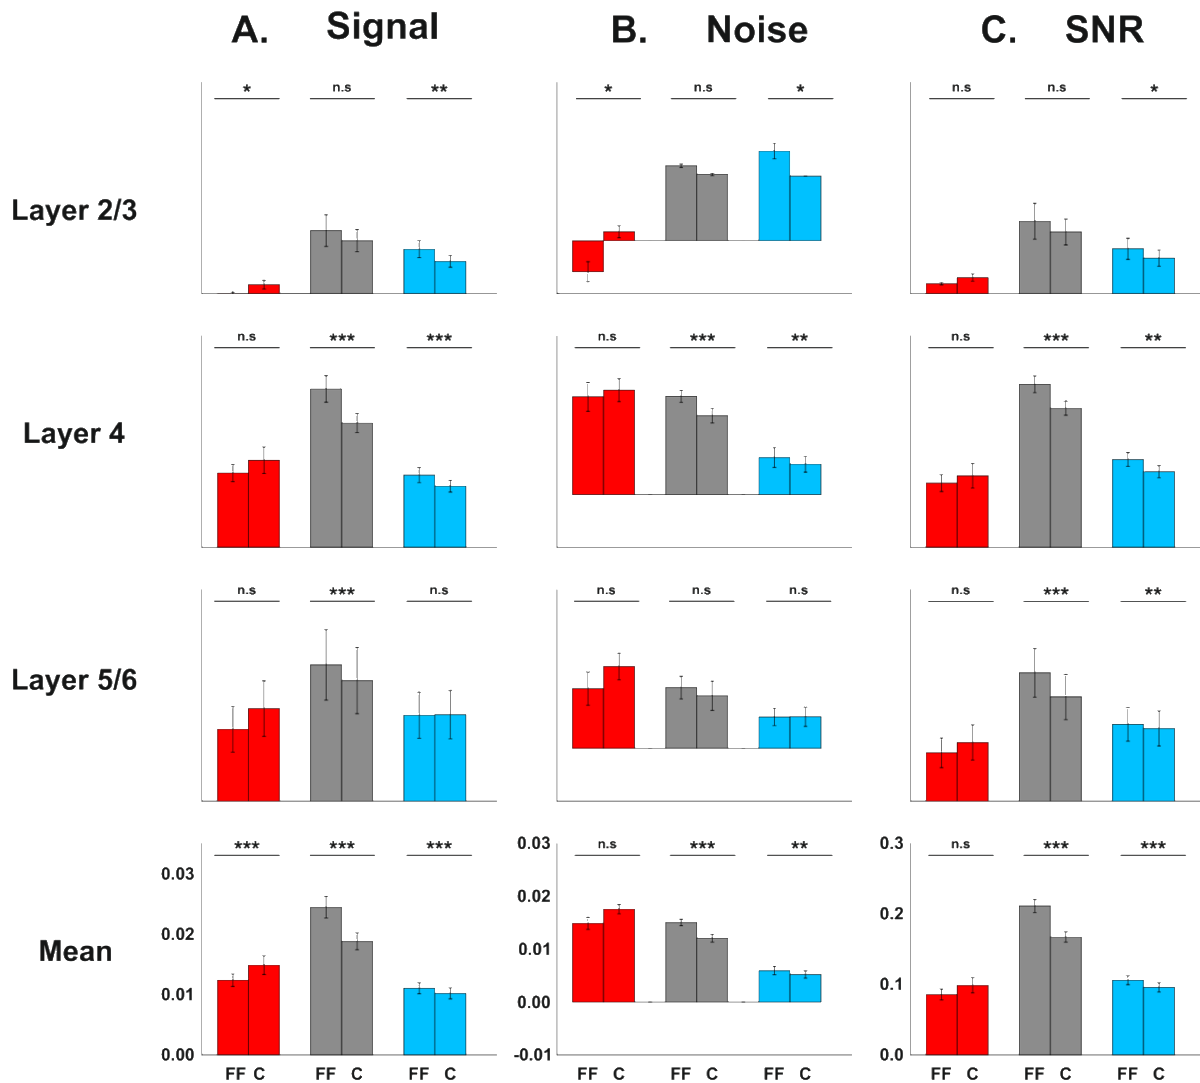 A. Signal B. Noise C. SNR
* n.s ** * n.s * n.s n.s *
Layer 2/3
n.s *** *** n.s *** ** n.s *** **
Layer 4
n.s *** n.s n.s n.s n.s n.s *** **
Layer 5/6
*** *** *** n.s *** ** n.s *** ***
0.03 0.03 0.3
0.02 0.02 0.2
Mean
0.01 0.01 0.1
0.00 0.00 0.0
-0.01
FF C FF C FF C FF C FF C FF C FF C FF C FF C